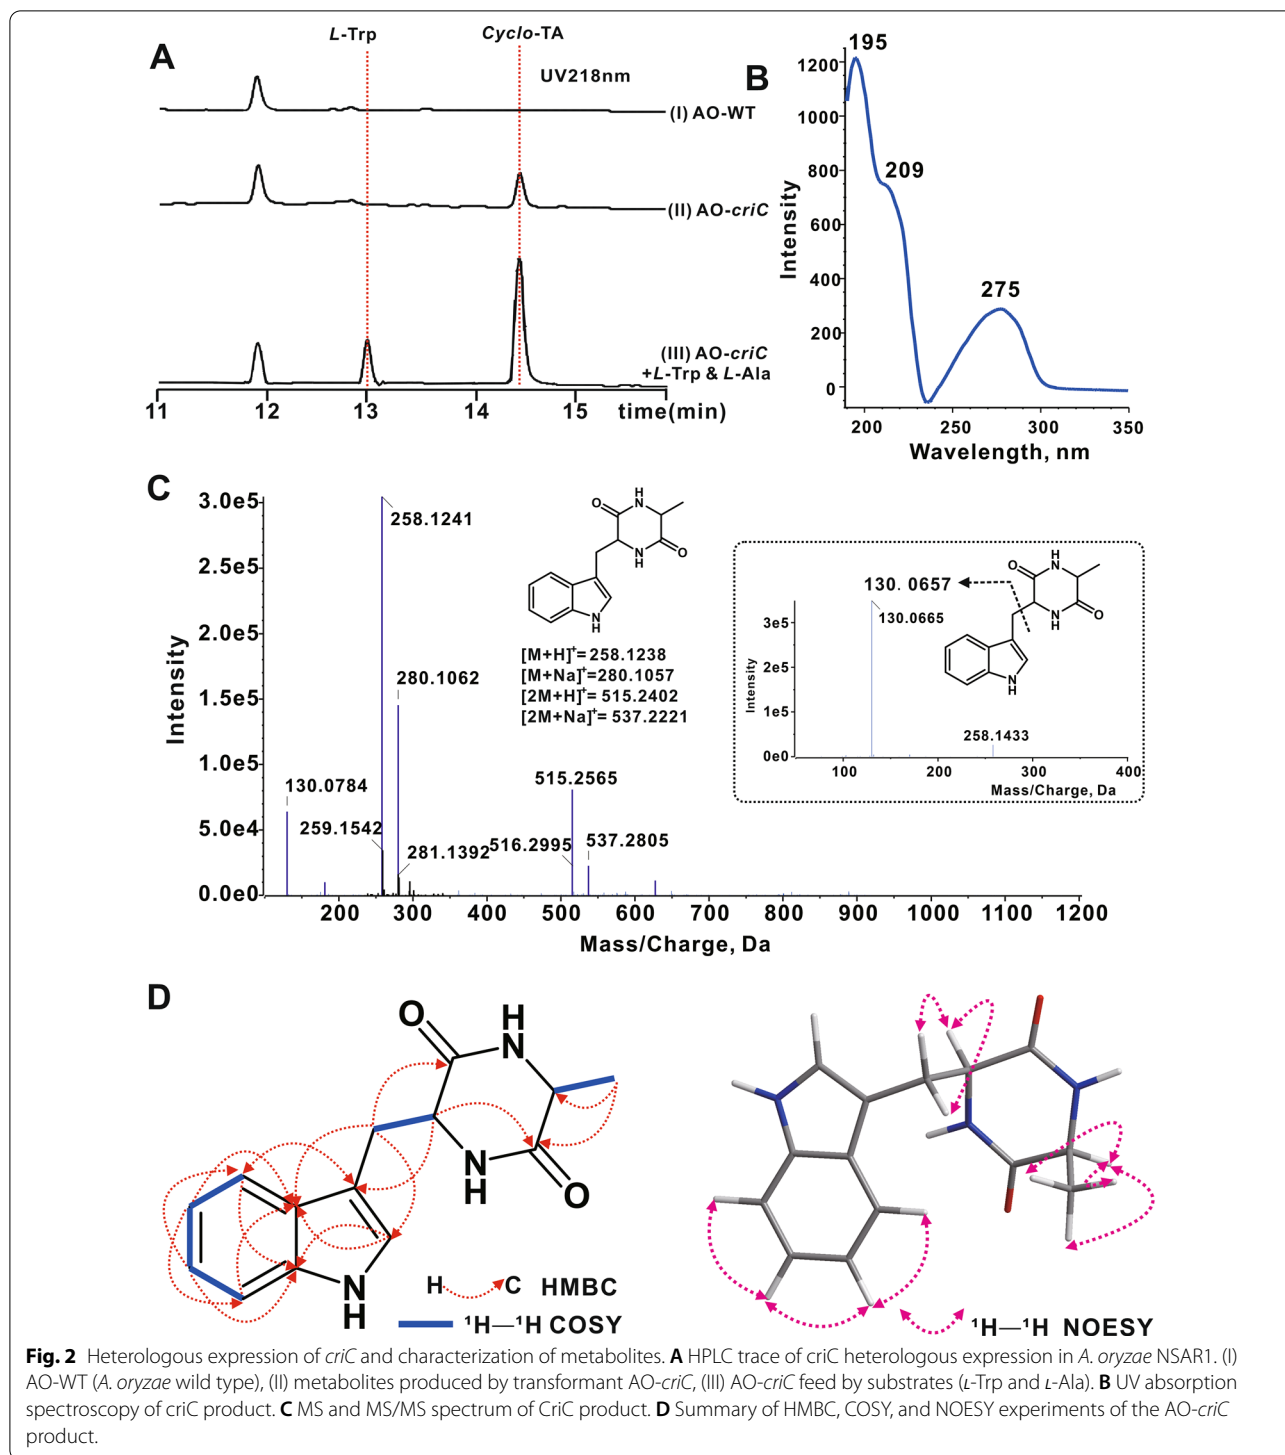 A
L-Trp
Cyclo-TA
UV218nm
(I) AO-WT
(II) AO-criC
(III) AO-criC
+L-Trp & L-Ala
11 12 13 14 15 time(min)
B
195
209
275
Intensity
1200
1000
800
600
400
200
0
200 250 300 350
Wavelength, nm
C
Intensity
3.0e5
2.5e5
2.0e5
1.5e5
1.0e5
5.0e4
0.0e0
258.1241
280.1062
130.0784
259.1542
281.1392
515.2565
516.2995
537.2805
200 300 400 500 600 700 800 900 1000 1100 1200
Mass/Charge, Da
O
H
N
N
H
O
N
H
[M+H]⁺=258.1238
[M+Na]⁺=280.1057
[2M+H]⁺= 515.2402
[2M+Na]⁺= 537.2221
130. 0657
130.0665
258.1433
Intensity
3e5
2e5
1e5
0e0
100 200 300 400
Mass/Charge, Da
O
H
N
N
H
O
N
H
D
O
H
N
N
H
O
N
H
H C HMBC
¹H—¹H COSY
¹H—¹H NOESY
Fig. 2 Heterologous expression of criC and characterization of metabolites. A HPLC trace of criC heterologous expression in A. oryzae NSAR1. (I)
AO-WT (A. oryzae wild type), (II) metabolites produced by transformant AO-criC, (III) AO-criC feed by substrates (ʟ-Trp and ʟ-Ala). B UV absorption
spectroscopy of criC product. C MS and MS/MS spectrum of CriC product. D Summary of HMBC, COSY, and NOESY experiments of the AO-criC
product.